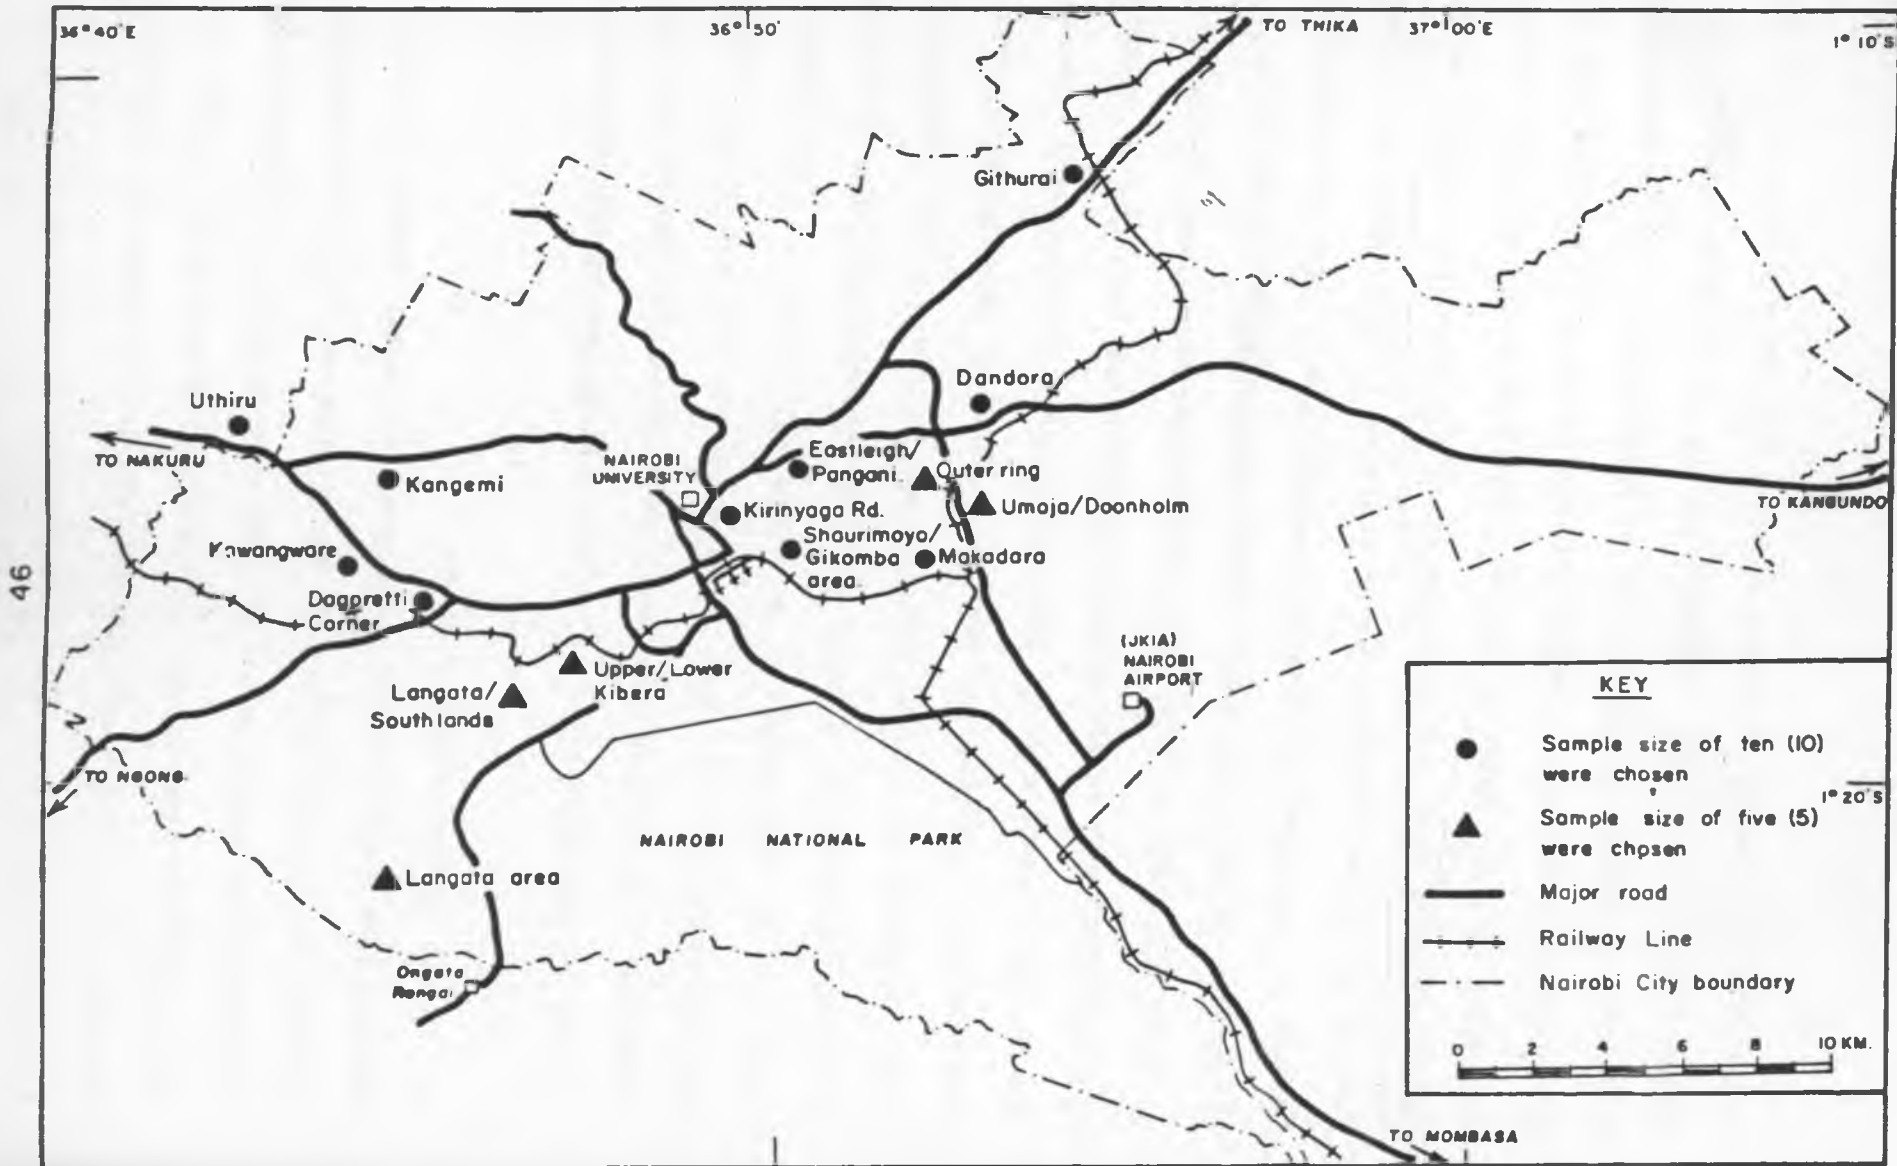 36° 40' E
36° 50'
TO THIKA
37° 00' E
1° 10' S
Githurai
Uthiru
Dandora
TO NAKURU
NAIROBI
UNIVERSITY
Eastleigh/
Pangani
Outer ring
Kangemi
Umoja/Doonholm
TO KANGUNDO
Kirinyaga Rd.
Shaurimoyo/
Gikomba
area
Makadara
Kawangware
46
Dagoretti
Corner
(JKIA)
NAIROBI
AIRPORT
Upper/Lower
Kibera
Langata/
Southlands
TO NGONG
NAIROBI NATIONAL PARK
Langata area
Ongata
Rongai
TO MOMBASA
KEY
Sample size of ten (10)
were chosen
1° 20' S
Sample size of five (5)
were chosen
Major road
Railway Line
Nairobi City boundary
0 2 4 6 8 10 KM.